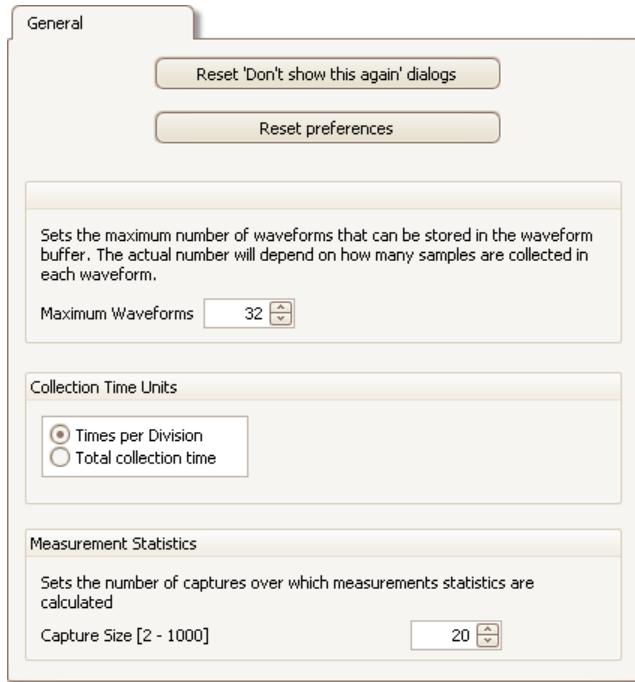 General
Reset 'Don't show this again' dialogs
Reset preferences
Sets the maximum number of waveforms that can be stored in the waveform
buffer. The actual number will depend on how many samples are collected in
each waveform.
Maximum Waveforms 32
Collection Time Units
Times per Division
Total collection time
Measurement Statistics
Sets the number of captures over which measurements statistics are
calculated
Capture Size [2 - 1000] 20